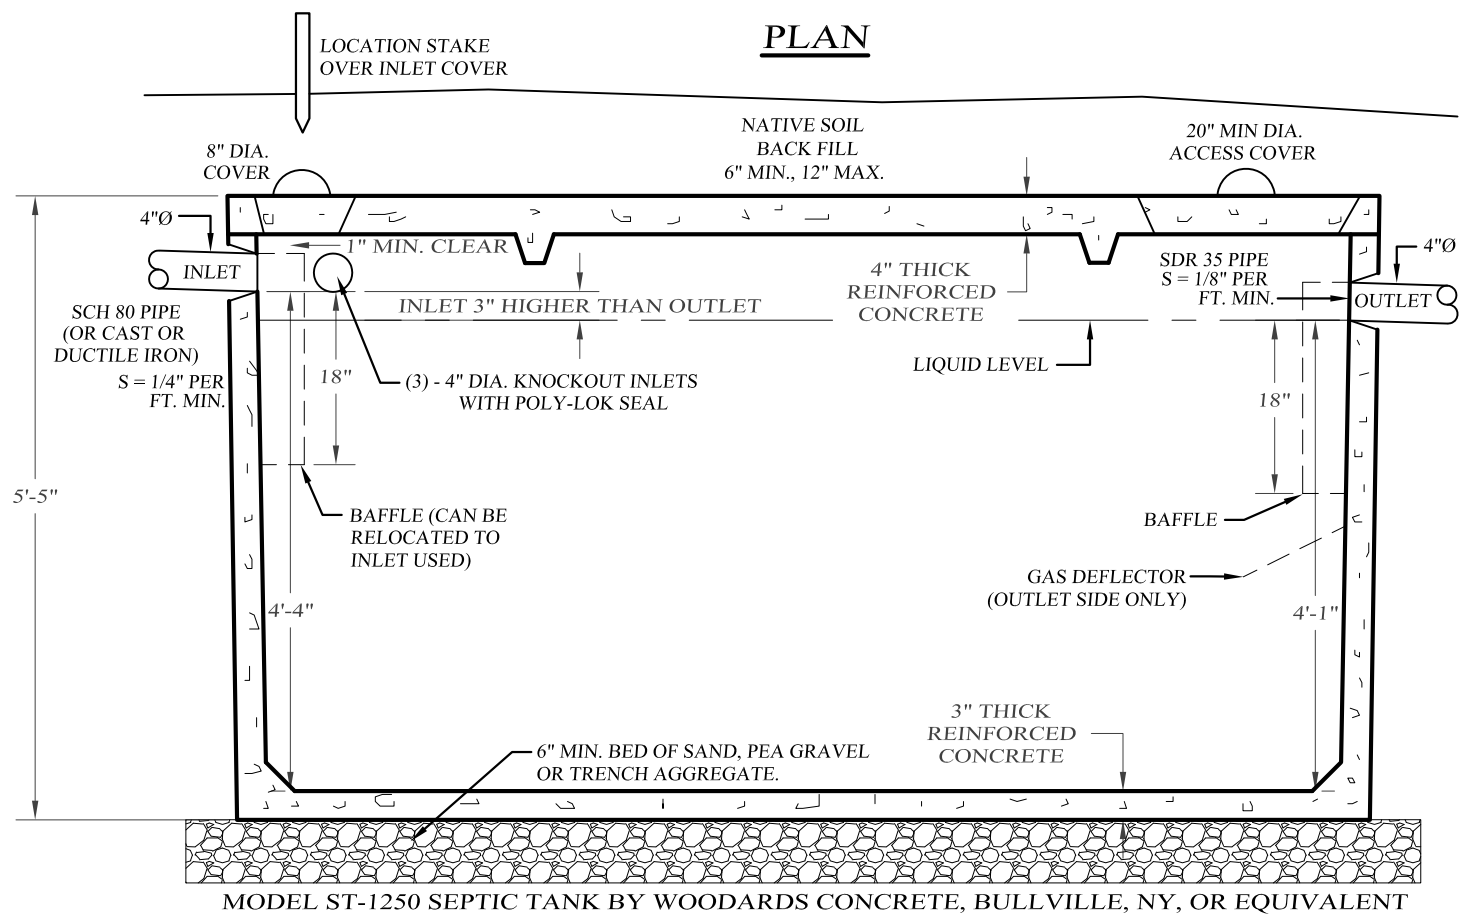 PLAN
LOCATION STAKE
OVER INLET COVER
NATIVE SOIL
BACK FILL
6" MIN., 12" MAX.
8" DIA.
COVER
20" MIN DIA.
ACCESS COVER
4"Ø
1" MIN. CLEAR
INLET
INLET 3" HIGHER THAN OUTLET
4" THICK
REINFORCED
CONCRETE
SDR 35 PIPE
S = 1/8" PER
FT. MIN.
4"Ø
OUTLET
SCH 80 PIPE
(OR CAST OR
DUCTILE IRON)
S = 1/4" PER
FT. MIN.
18"
(3) - 4" DIA. KNOCKOUT INLETS
WITH POLY-LOK SEAL
LIQUID LEVEL
18"
5'-5"
BAFFLE (CAN BE
RELOCATED TO
INLET USED)
BAFFLE
GAS DEFLECTOR
(OUTLET SIDE ONLY)
4'-4"
4'-1"
3" THICK
REINFORCED
CONCRETE
6" MIN. BED OF SAND, PEA GRAVEL
OR TRENCH AGGREGATE.
MODEL ST-1250 SEPTIC TANK BY WOODARDS CONCRETE, BULLVILLE, NY, OR EQUIVALENT